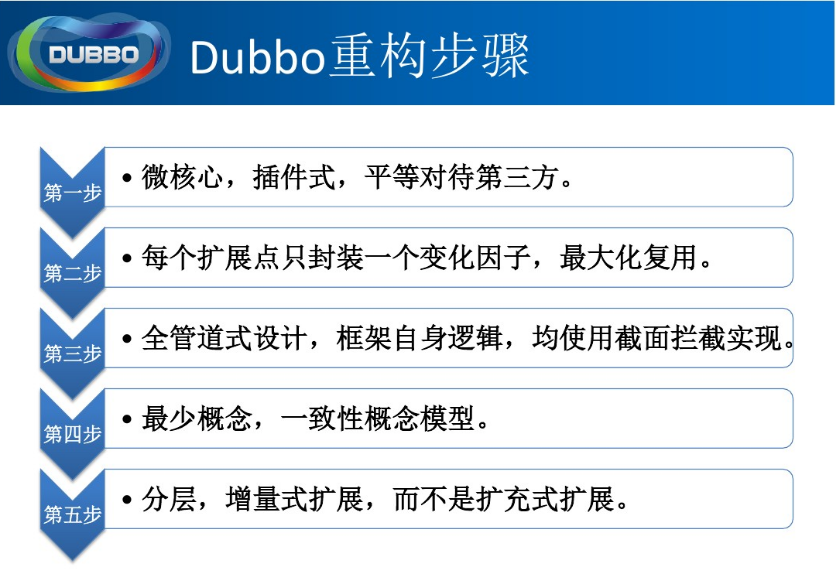 DUBBO
Dubbo重构步骤
第一步
• 微核心，插件式，平等对待第三方。
第二步
• 每个扩展点只封装一个变化因子，最大化复用。
第三步
• 全管道式设计，框架自身逻辑，均使用截面拦截实现。
第四步
• 最少概念，一致性概念模型。
第五步
• 分层，增量式扩展，而不是扩充式扩展。